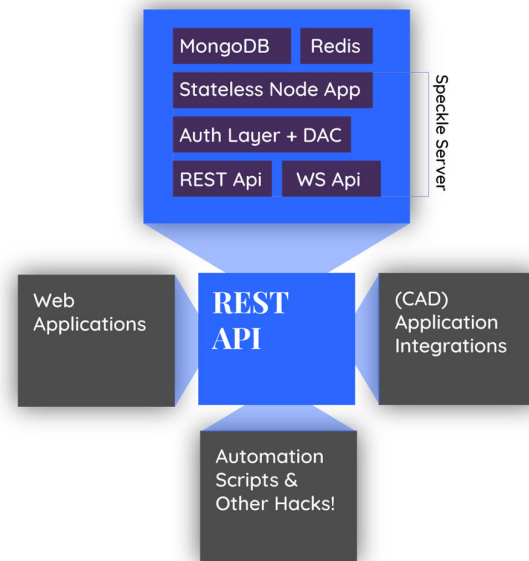 MongoDB
Redis
Stateless Node App
Auth Layer + DAC
REST Api
WS Api
Speckle Server
REST
API
Web
Applications
(CAD)
Application
Integrations
Automation
Scripts &
Other Hacks!